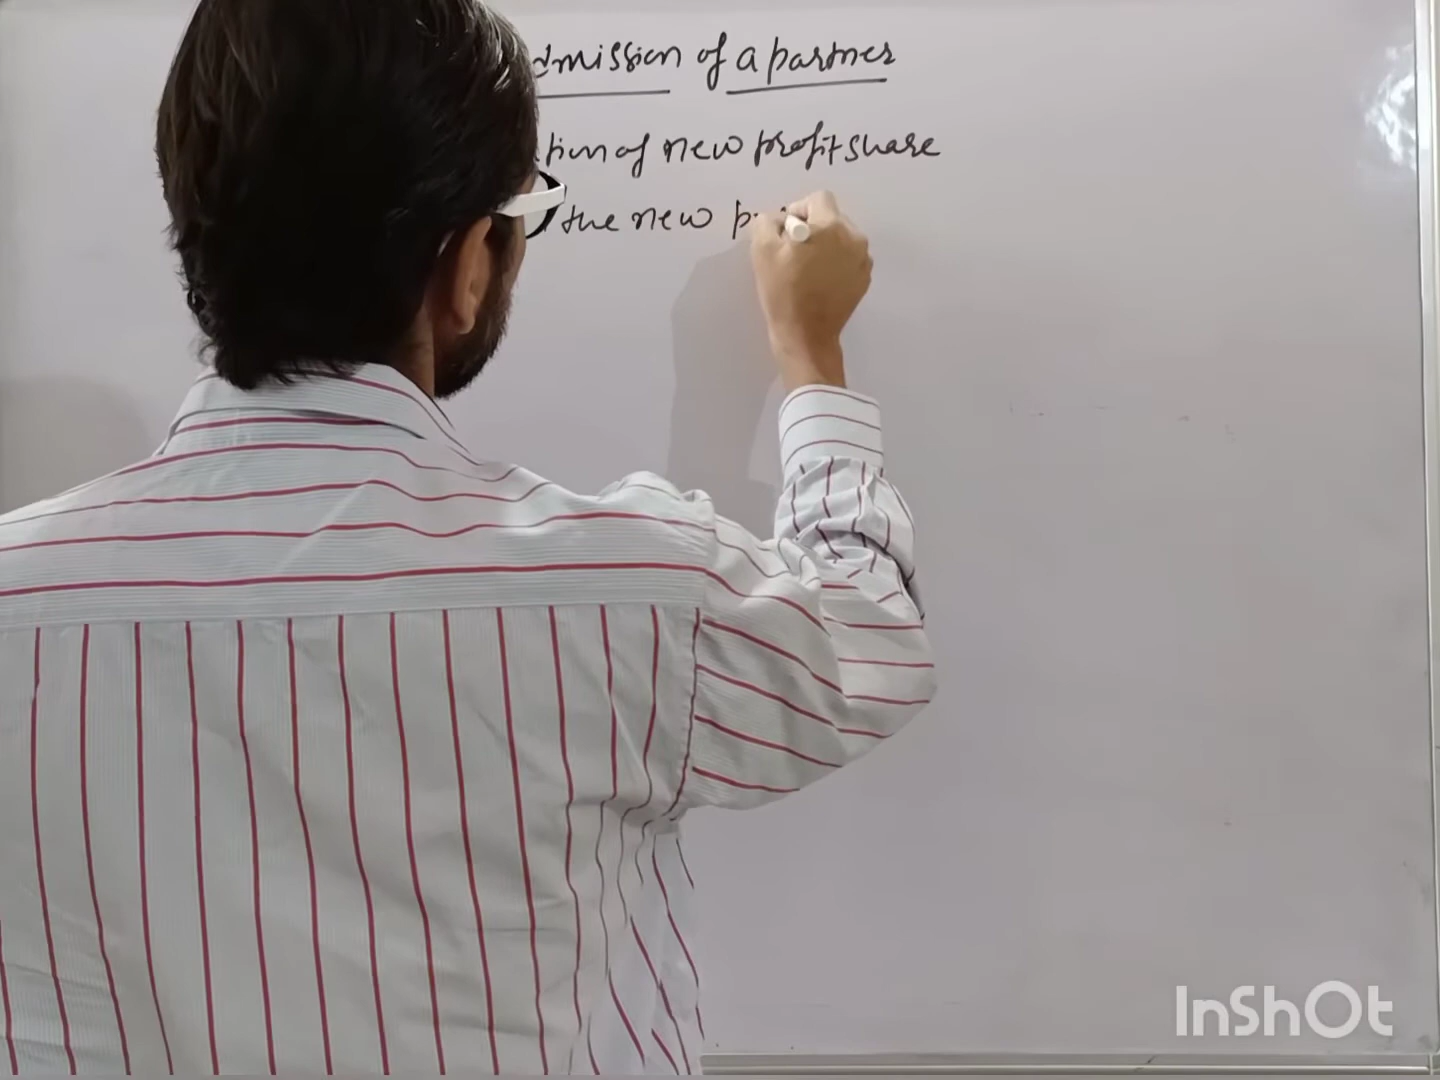 dmission of a partner
tion of new profit share
the new
InShOt